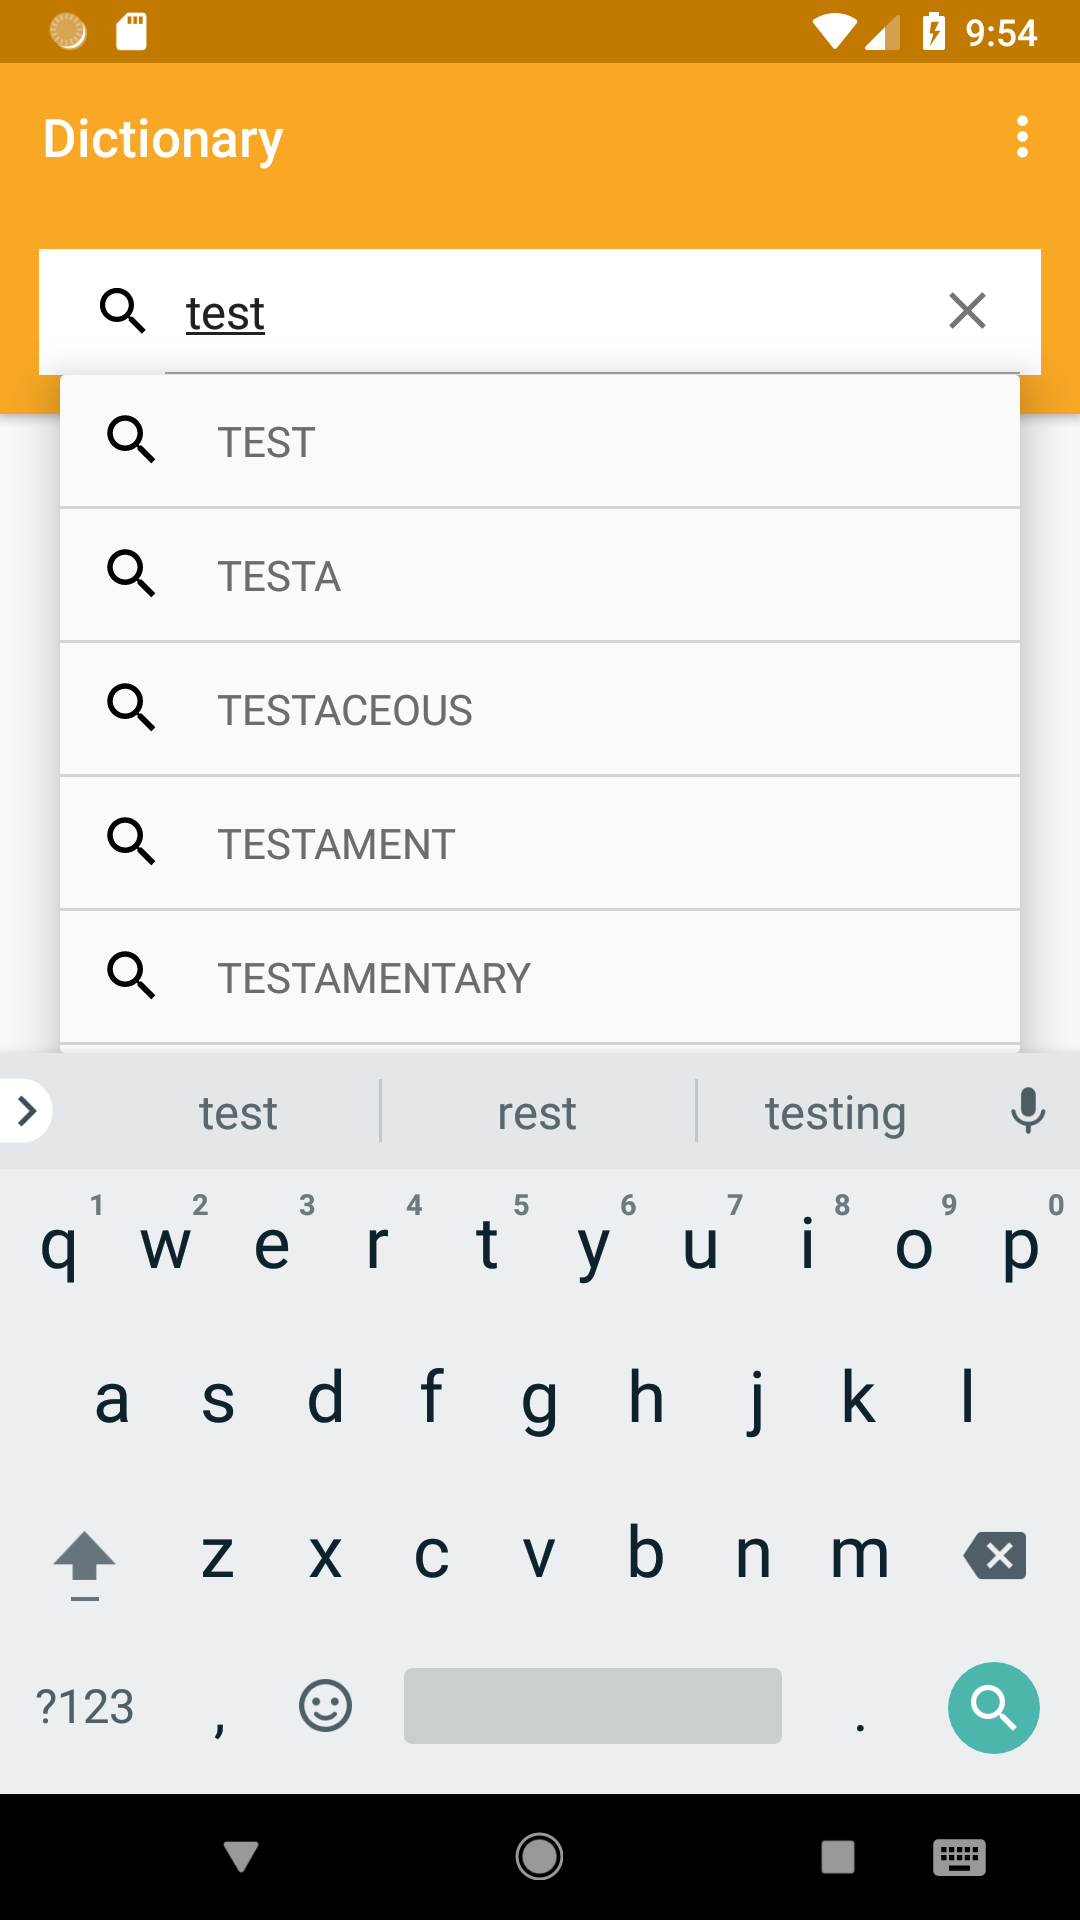 9:54
Dictionary
test
TEST
TESTA
TESTACEOUS
TESTAMENT
TESTAMENTARY
test rest testing
1 2 3 4 5 6 7 8 9 0
q w e r t y u i o p
a s d f g h j k l
z x c v b n m
?123 , .